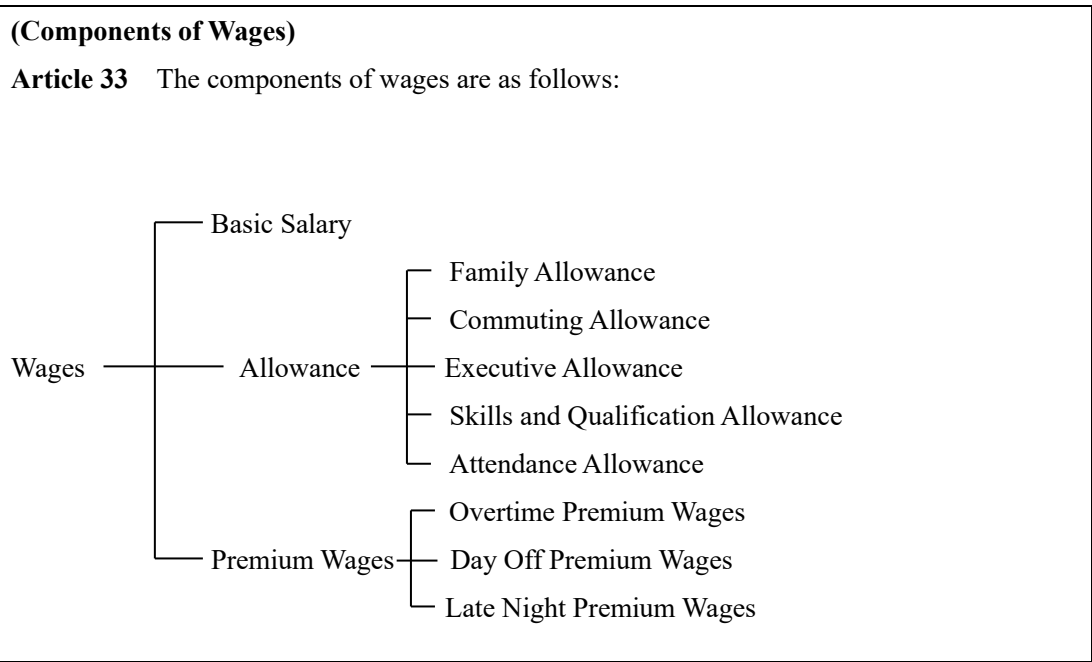 (Components of Wages)
Article 33 The components of wages are as follows:
Basic Salary
Family Allowance
Commuting Allowance
Wages Allowance Executive Allowance
Skills and Qualification Allowance
Attendance Allowance
Overtime Premium Wages
Premium Wages Day Off Premium Wages
Late Night Premium Wages